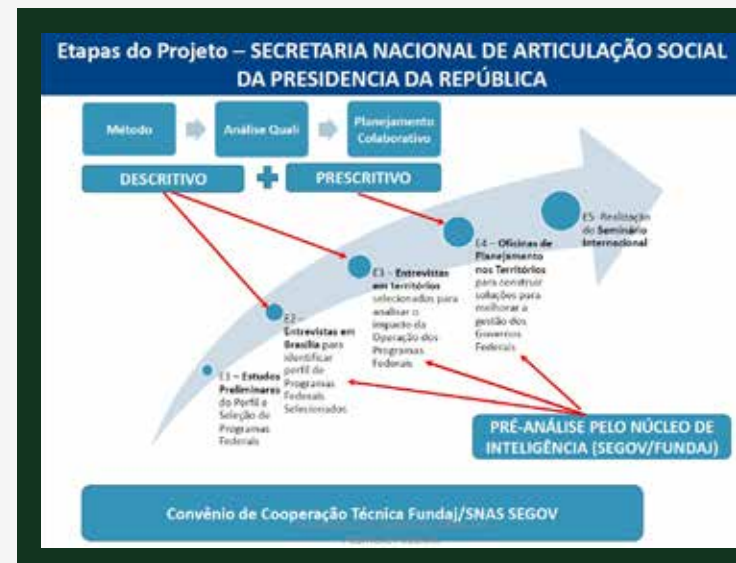 Etapas do Projeto – SECRETARIA NACIONAL DE ARTICULAÇÃO SOCIAL
DA PRESIDENCIA DA REPÚBLICA
Método
Análise Quali
Planejamento
Colaborativo
DESCRITIVO
PRESCRITIVO
E1 – Estudos
Preliminares
do Perfil e
Seleção de
Programas
Federais
E2 –
Entrevistas em
Brasília para
identificar
perfil de
Programas
Federais
Selecionados
E3 – Entrevistas
em territórios
selecionados para
analisar o
impacto da
Operação dos
Programas
Federais
E4 – Oficinas de
Planejamento
nos Territórios
para construir
soluções para
melhorar a
gestão dos
Governos
Federais
E5- Realização
do Seminário
Internacional
PRÉ-ANÁLISE PELO NÚCLEO DE
INTELIGÊNCIA (SEGOV/FUNDAJ)
Convênio de Cooperação Técnica Fundaj/SNAS SEGOV